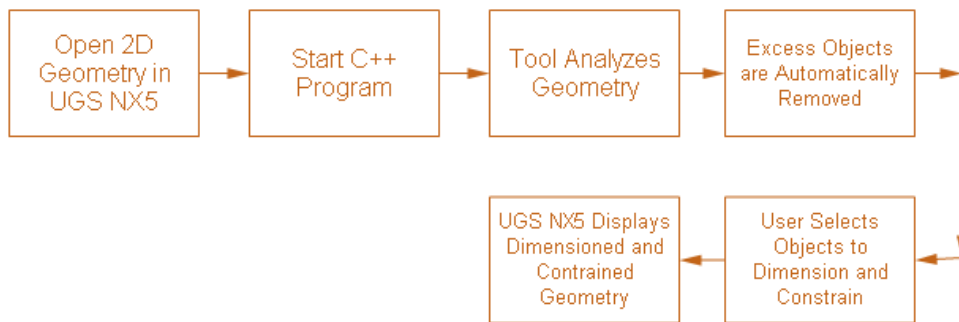 Open 2D
Geometry in
UGS NX5
Start C++
Program
Tool Analyzes
Geometry
Excess Objects
are Automatically
Removed
User Selects
Objects to
Dimension and
Constrain
UGS NX5 Displays
Dimensioned and
Contrained
Geometry